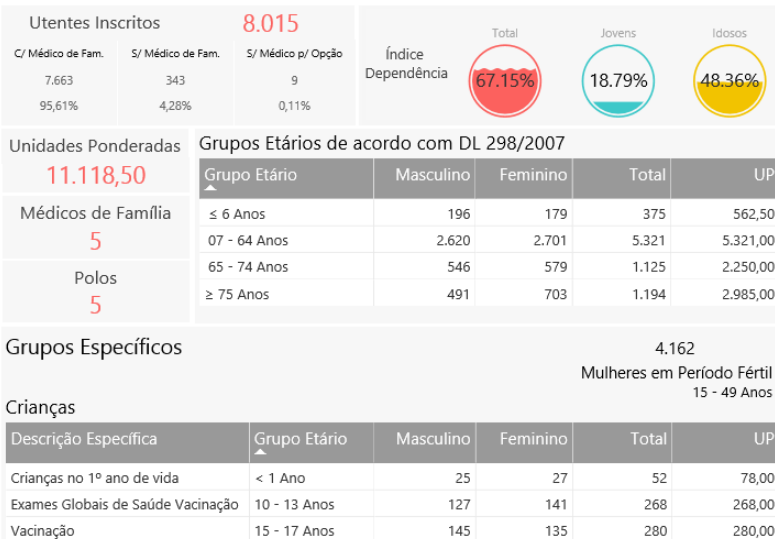 Utentes Inscritos 8.015
C/ Médico de Fam. S/ Médico de Fam. S/ Médico p/ Opção
7.663 343 9
95,61% 4,28% 0,11%
Índice
Dependência
Total Jovens Idosos
67.15% 18.79% 48.36%
Unidades Ponderadas
11.118,50
Médicos de Família
5
Polos
5
Grupos Etários de acordo com DL 298/2007
Grupo Etário Masculino Feminino Total UP
≤ 6 Anos 196 179 375 562,50
07 - 64 Anos 2.620 2.701 5.321 5.321,00
65 - 74 Anos 546 579 1.125 2.250,00
≥ 75 Anos 491 703 1.194 2.985,00
Grupos Específicos
4.162
Mulheres em Período Fértil
15 - 49 Anos
Crianças
Descrição Específica Grupo Etário Masculino Feminino Total UP
Crianças no 1º ano de vida < 1 Ano 25 27 52 78,00
Exames Globais de Saúde Vacinação 10 - 13 Anos 127 141 268 268,00
Vacinação 15 - 17 Anos 145 135 280 280,00